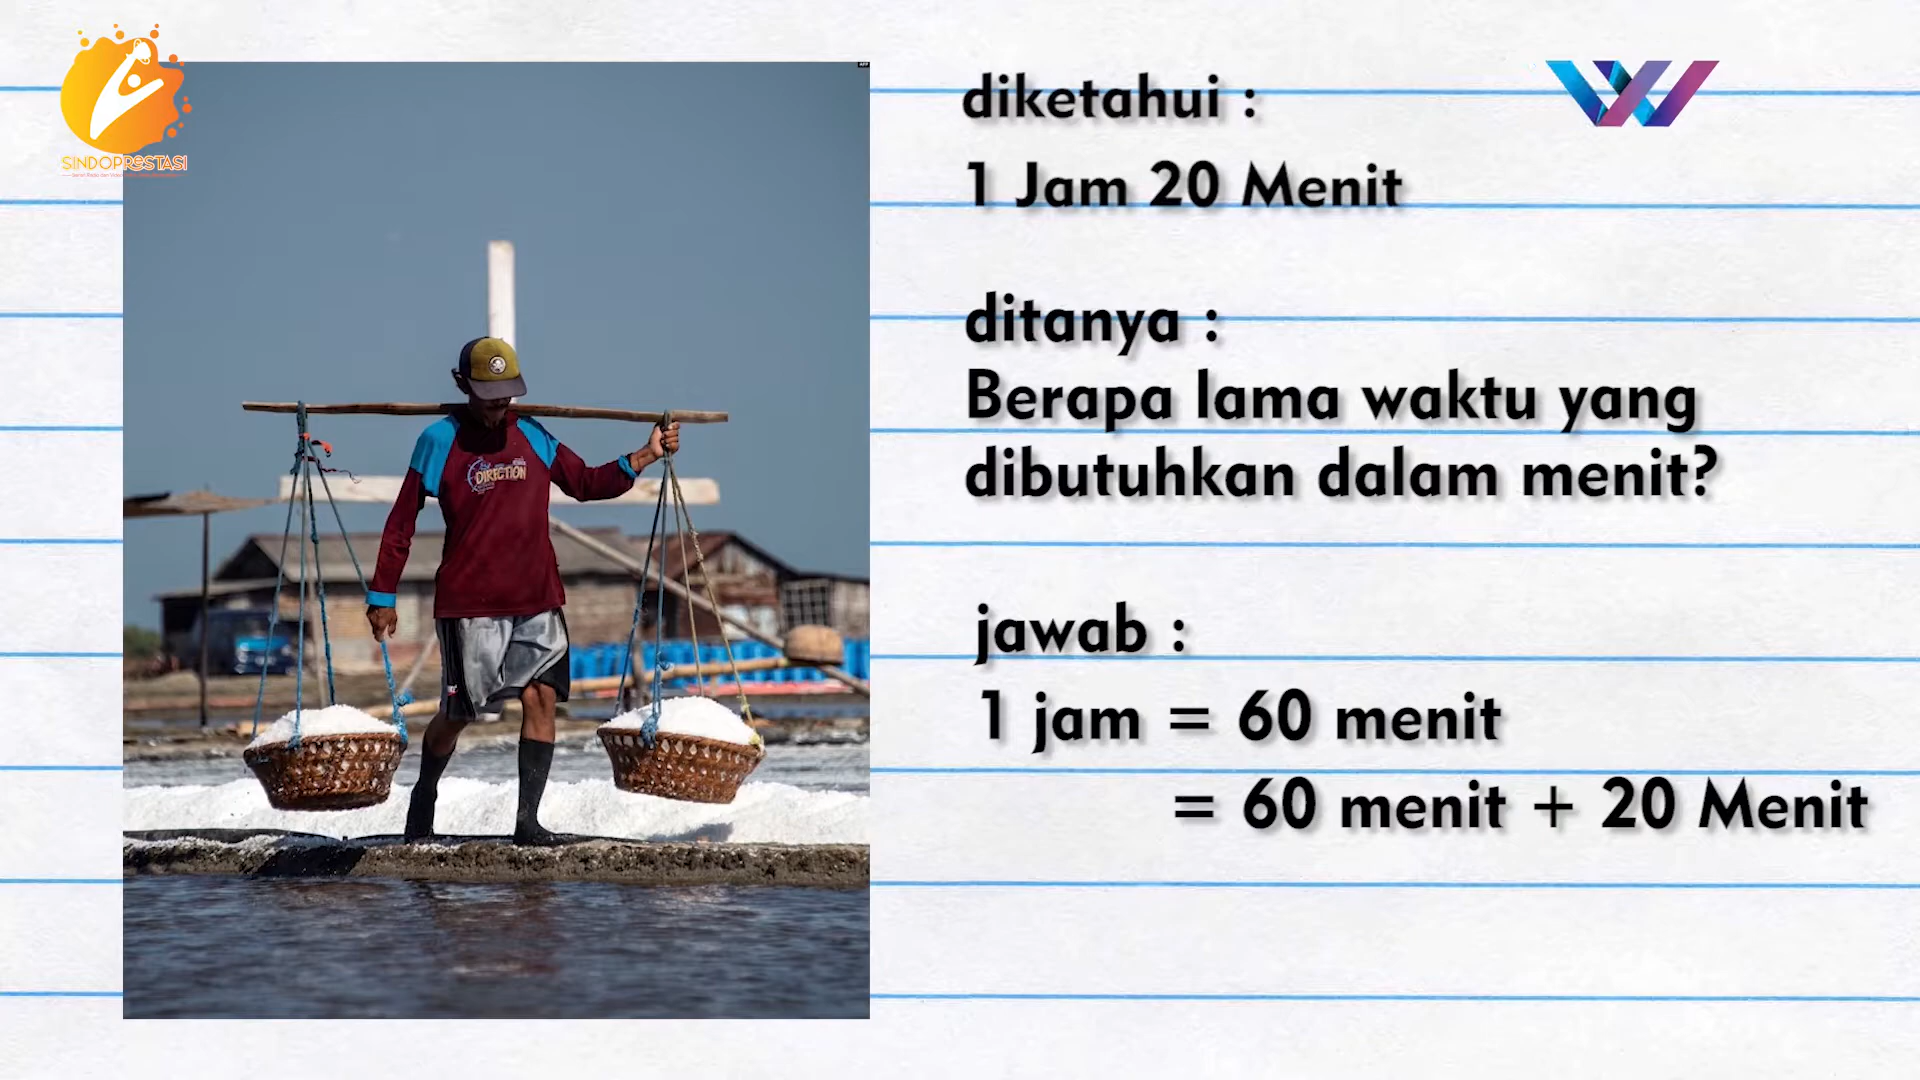 SINDOPRESTASI
diketahui :
1 Jam 20 Menit
ditanya :
Berapa lama waktu yang
dibutuhkan dalam menit?
jawab :
1 jam = 60 menit
= 60 menit + 20 Menit
DIRECTION
AFP